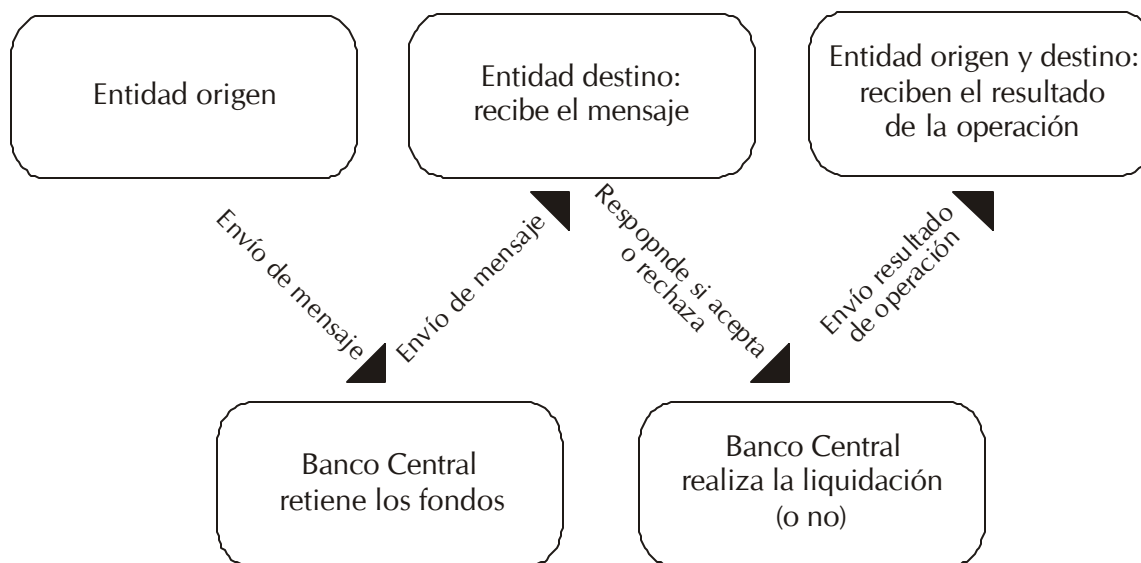 Entidad origen
Entidad destino:
recibe el mensaje
Entidad origen y destino:
reciben el resultado
de la operación
Envío de mensaje
Envío de mensaje
Respopnde si acepta
o rechaza
Envío resultado
de operación
Banco Central
retiene los fondos
Banco Central
realiza la liquidación
(o no)